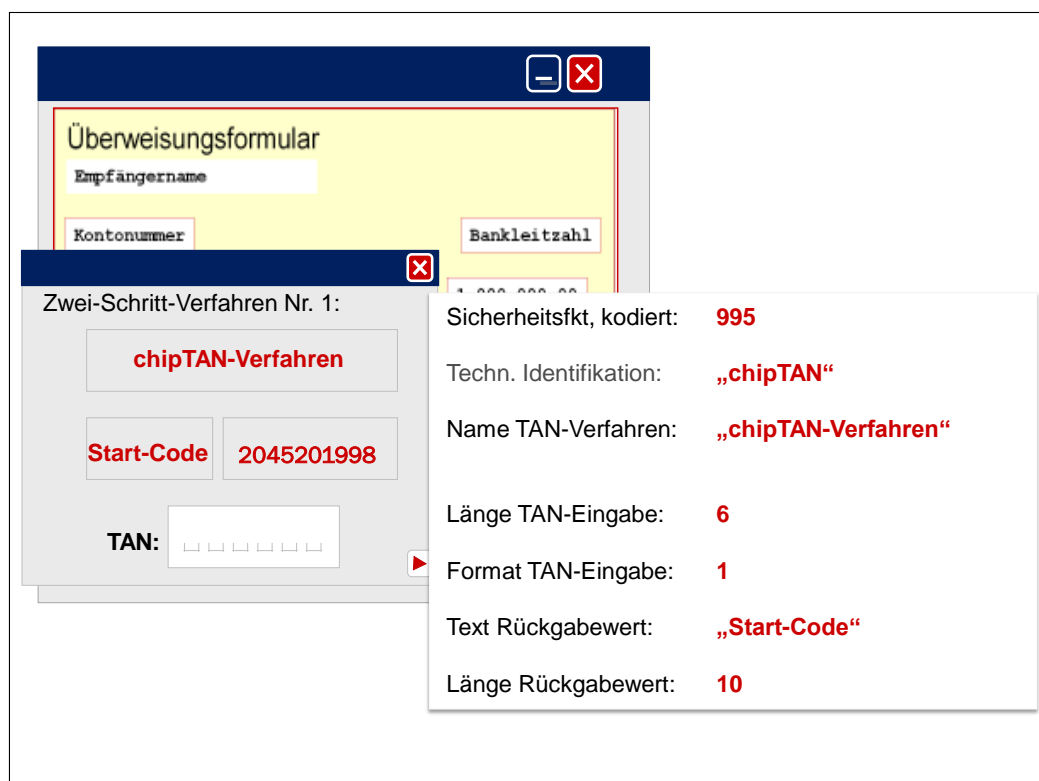 Überweisungsformular
Empfängername
Kontonummer
Bankleitzahl
Zwei-Schritt-Verfahren Nr. 1:
chipTAN-Verfahren
Start-Code
2045201998
TAN:
Sicherheitsfkt, kodiert: 995
Techn. Identifikation: „chipTAN“
Name TAN-Verfahren: „chipTAN-Verfahren“
Länge TAN-Eingabe: 6
Format TAN-Eingabe: 1
Text Rückgabewert: „Start-Code“
Länge Rückgabewert: 10